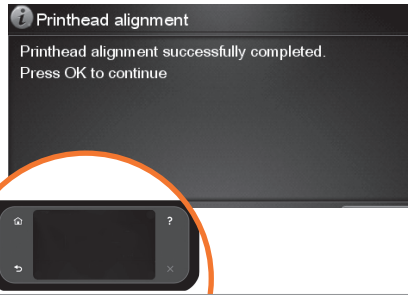 Printhead alignment
Printhead alignment successfully completed.
Press OK to continue
?